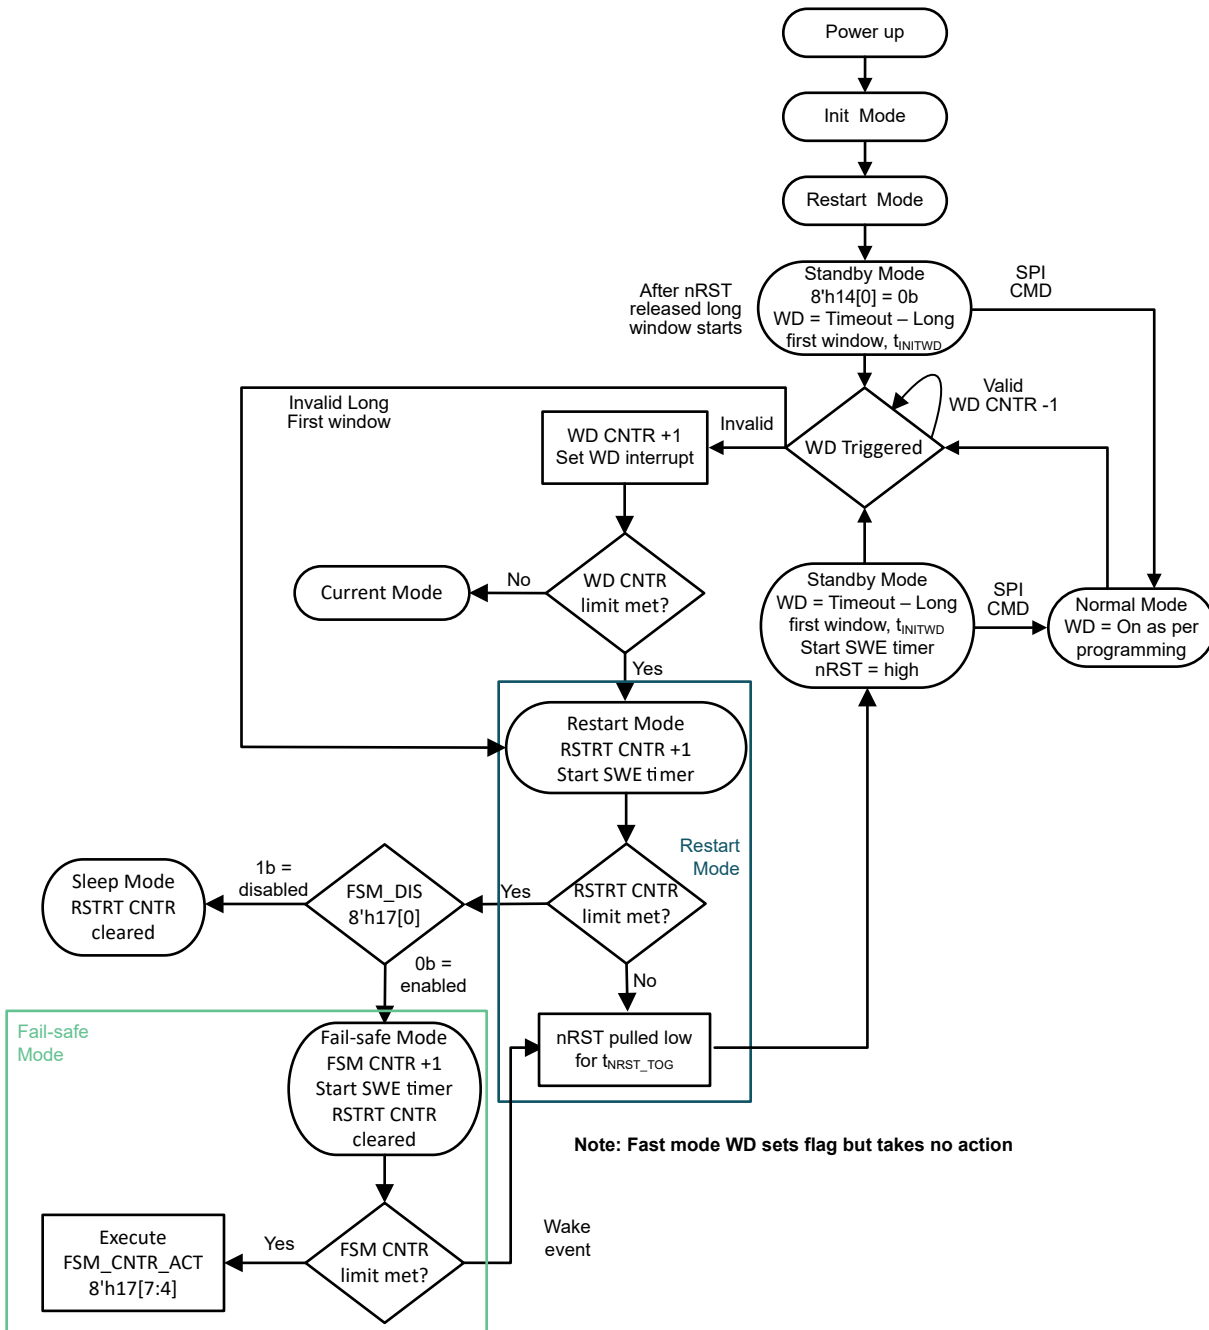 Power up
Init Mode
Restart Mode
Standby Mode
8'h14[0] = 0b
WD = Timeout – Long
first window, tINITWD
After nRST
released long
window starts
SPI
CMD
Invalid Long
First window
WD CNTR +1
Set WD interrupt
Invalid
WD Triggered
Valid
WD CNTR -1
Current Mode
No
WD CNTR
limit met?
Yes
Standby Mode
WD = Timeout – Long
first window, tINITWD
Start SWE timer
nRST = high
SPI
CMD
Normal Mode
WD = On as per
programming
Restart Mode
RSTRT CNTR +1
Start SWE timer
Restart
Mode
Sleep Mode
RSTRT CNTR
cleared
1b =
disabled
FSM_DIS
8'h17[0]
Yes
RSTRT CNTR
limit met?
0b =
enabled
No
Fail-safe
Mode
Fail-safe Mode
FSM CNTR +1
Start SWE timer
RSTRT CNTR
cleared
nRST pulled low
for tNRST_TOG
Note: Fast mode WD sets flag but takes no action
Execute
FSM_CNTR_ACT
8'h17[7:4]
Yes
FSM CNTR
limit met?
Wake
event